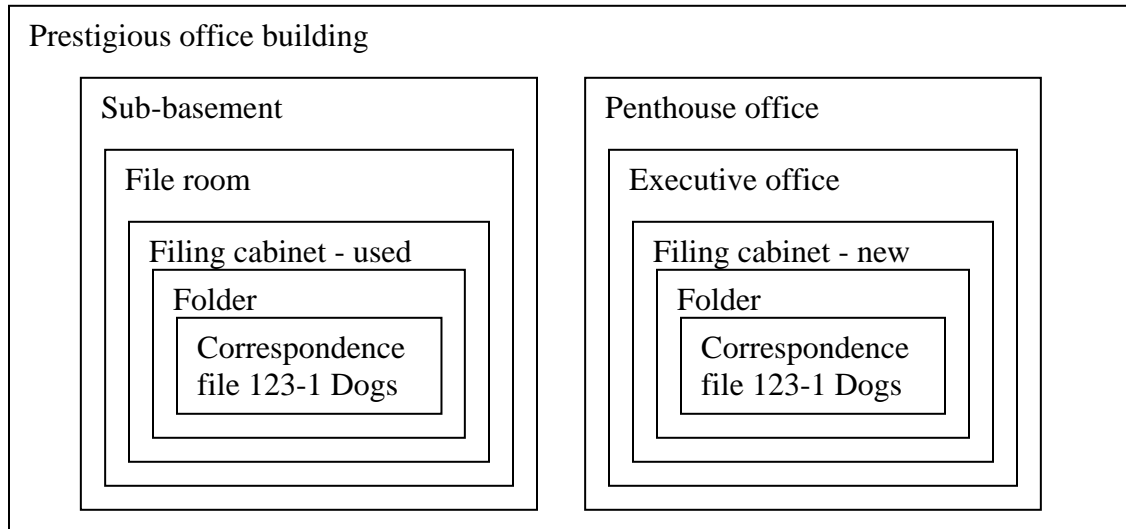 Prestigious office building
Sub-basement
File room
Filing cabinet - used
Folder
Correspondence
file 123-1 Dogs
Penthouse office
Executive office
Filing cabinet - new
Folder
Correspondence
file 123-1 Dogs